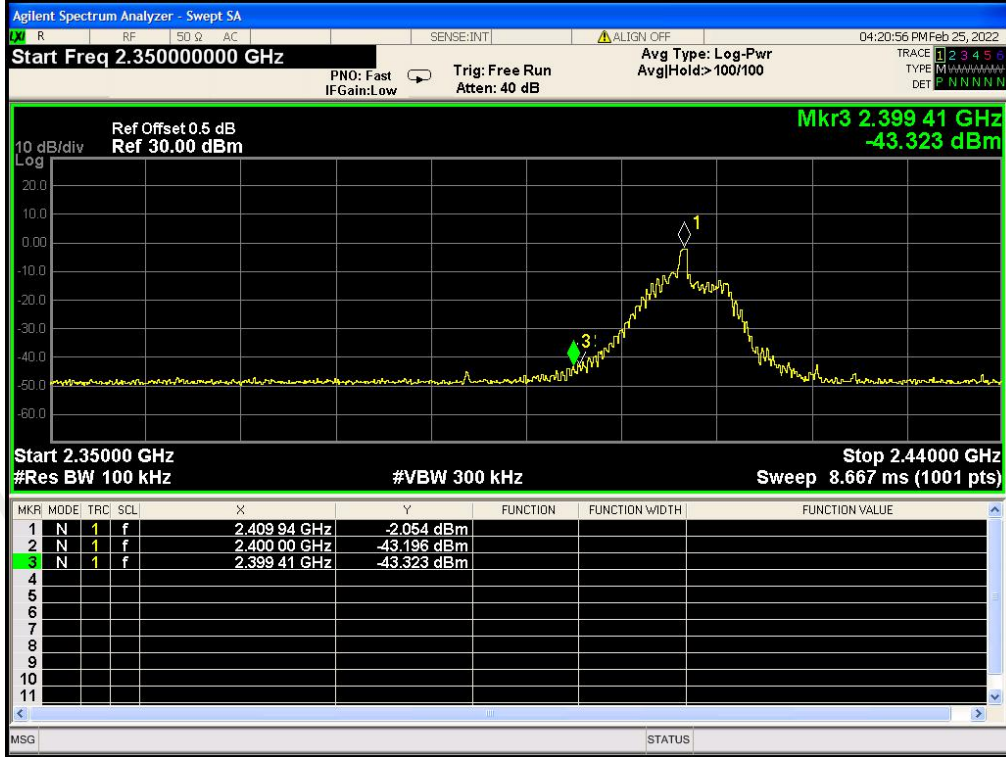 Agilent Spectrum Analyzer - Swept SA
LXI R RF 50 Ω AC SENSE:INT ALIGN OFF 04:20:56 PM Feb 25, 2022
Start Freq 2.350000000 GHz
PNO: Fast
IFGain:Low
Trig: Free Run
Atten: 40 dB
Avg Type: Log-Pwr
Avg|Hold:>100/100
TRACE 1 2 3 4 5 6
TYPE M W W W W W
DET P N N N N N
Mkr3 2.399 41 GHz
-43.323 dBm
Ref Offset 0.5 dB
10 dB/div Ref 30.00 dBm
Log
20.0
10.0
0.00
-10.0
-20.0
-30.0
-40.0
-50.0
-60.0
1
3
Start 2.35000 GHz Stop 2.44000 GHz
#Res BW 100 kHz #VBW 300 kHz Sweep 8.667 ms (1001 pts)
MKR MODE TRC SCL X Y FUNCTION FUNCTION WIDTH FUNCTION VALUE
1 N 1 f 2.409 94 GHz -2.054 dBm
2 N 1 f 2.400 00 GHz -43.196 dBm
3 N 1 f 2.399 41 GHz -43.323 dBm
4
5
6
7
8
9
10
11
MSG STATUS